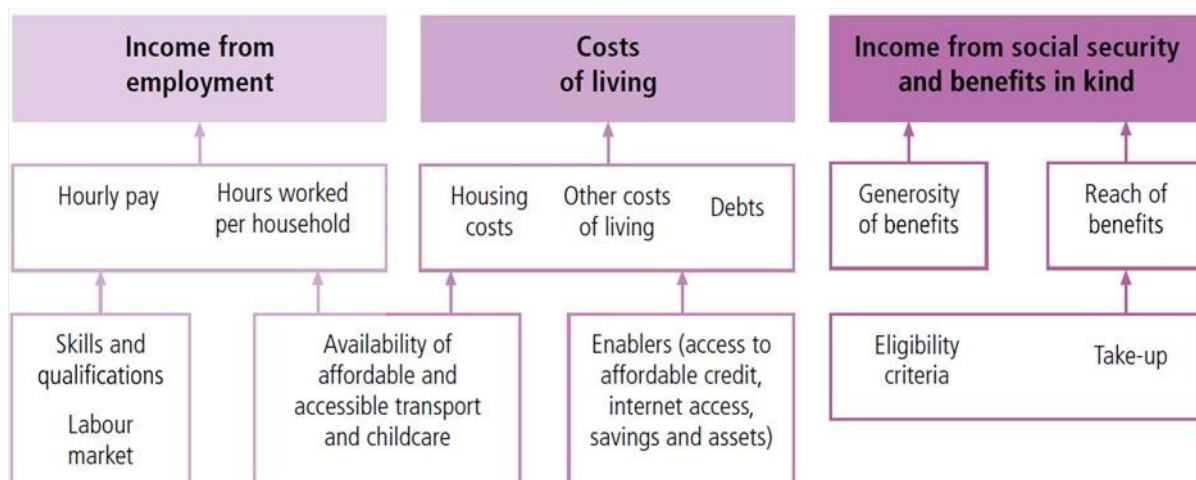 Income from
employment
Costs
of living
Income from social security
and benefits in kind
Hourly pay
Hours worked
per household
Housing
costs
Other costs
of living
Debts
Generosity
of benefits
Reach of
benefits
Skills and
qualifications
Labour
market
Availability of
affordable and
accessible transport
and childcare
Enablers (access to
affordable credit,
internet access,
savings and assets)
Eligibility
criteria
Take-up